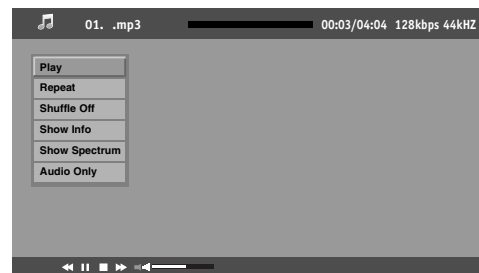 01. .mp3 00:03/04:04 128kbps 44kHZ
Play
Repeat
Shuffle Off
Show Info
Show Spectrum
Audio Only